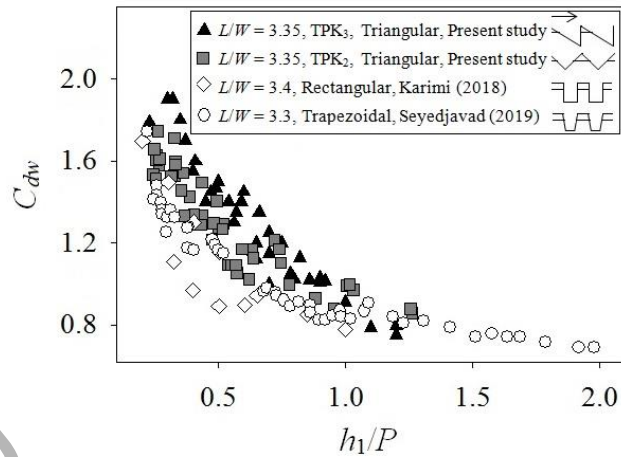 L/W = 3.35, TPK₃, Triangular, Present study
L/W = 3.35, TPK₂, Triangular, Present study
L/W = 3.4, Rectangular, Karimi (2018)
L/W = 3.3, Trapezoidal, Seyedjavad (2019)
2.0
1.6
1.2
0.8
C_dw
0.5
1.0
1.5
2.0
h₁/P